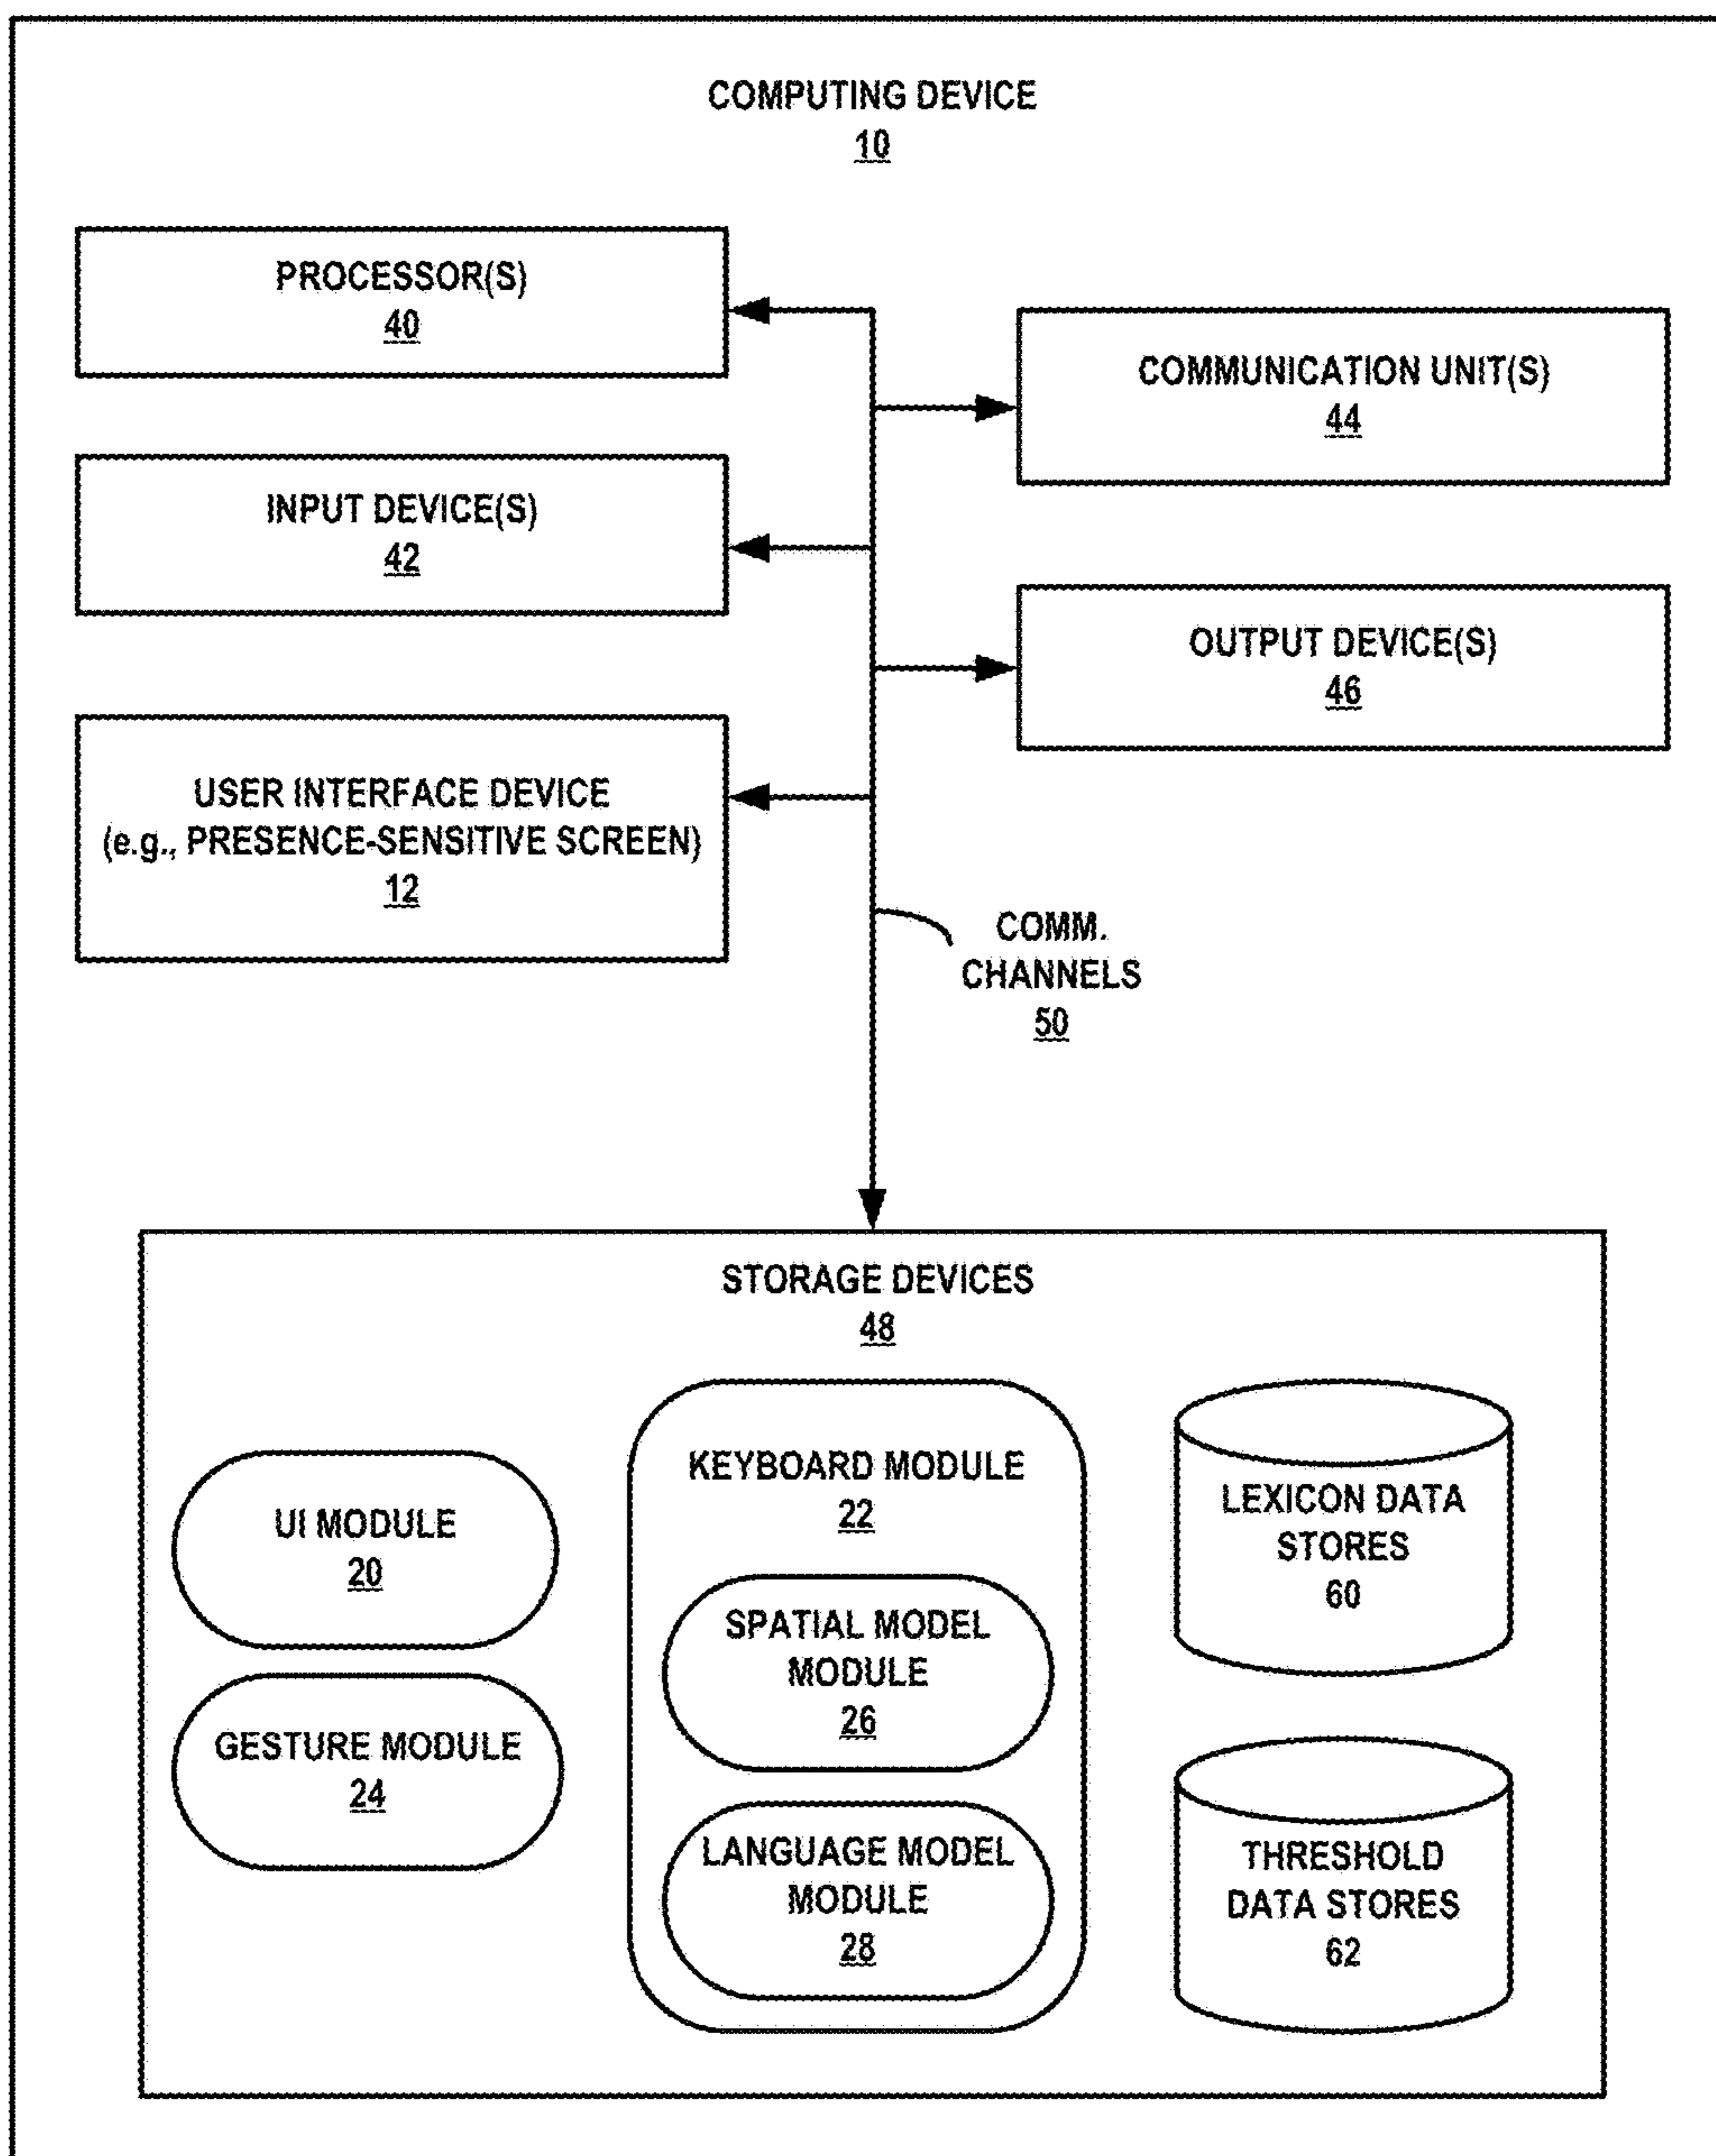 COMPUTING DEVICE
10
PROCESSOR(S)
40
COMMUNICATION UNIT(S)
44
INPUT DEVICE(S)
42
OUTPUT DEVICE(S)
46
USER INTERFACE DEVICE
(e.g., PRESENCE-SENSITIVE SCREEN)
12
COMM.
CHANNELS
50
STORAGE DEVICES
48
UI MODULE
20
GESTURE MODULE
24
KEYBOARD MODULE
22
SPATIAL MODEL
MODULE
26
LANGUAGE MODEL
MODULE
28
LEXICON DATA
STORES
60
THRESHOLD
DATA STORES
62